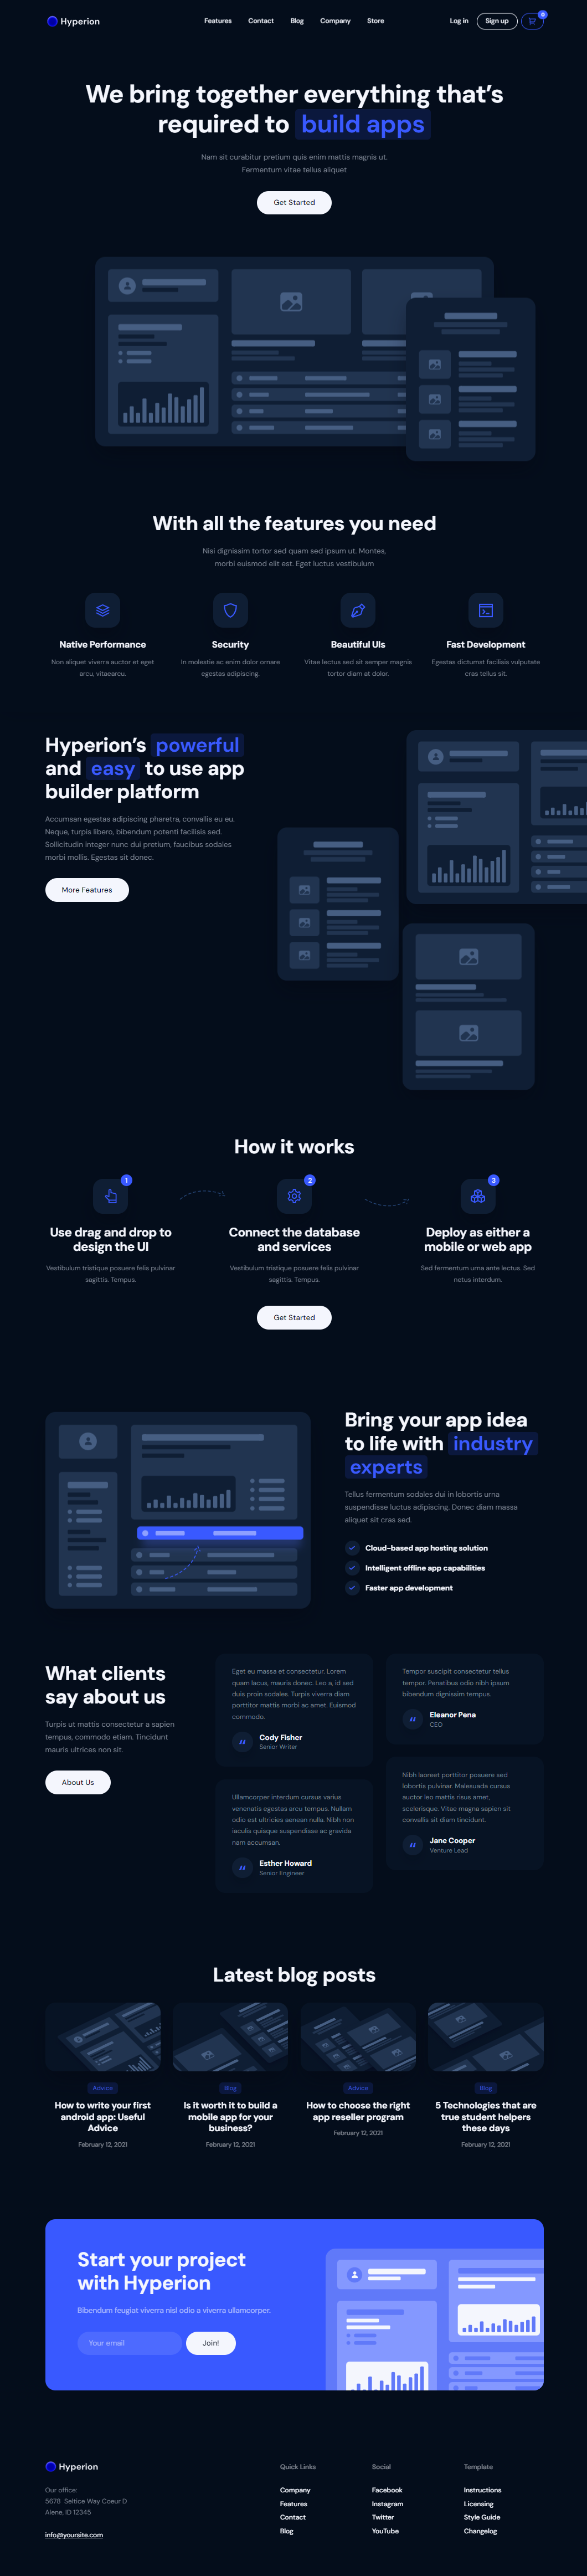 Hyperion
Features Contact Blog Company Store
Log in Sign up 0
We bring together everything that's
required to build apps
Nam sit curabitur pretium quis enim mattis magnis ut.
Fermentum vitae tellus aliquet
Get Started
With all the features you need
Nisi dignissim tortor sed quam sed ipsum ut. Montes,
morbi euismod elit est. Eget luctus vestibulum
Native Performance
Non aliquet viverra auctor et eget
arcu, vitaearcu.
Security
In molestie ac enim dolor ornare
egestas adipiscing.
Beautiful UIs
Vitae lectus sed sit semper magnis
tortor diam at dolor.
Fast Development
Egestas dictumst facilisis vulputate
cras tellus sit.
Hyperion's powerful
and easy to use app
builder platform
Accumsan egestas adipiscing pharetra, convallis eu eu.
Neque, turpis libero, bibendum potenti facilisis sed.
Sollicitudin integer nunc dui pretium, faucibus sodales
morbi mollis. Egestas sit donec.
More Features
How it works
1
Use drag and drop to
design the UI
Vestibulum tristique posuere felis pulvinar
sagittis. Tempus.
2
Connect the database
and services
Vestibulum tristique posuere felis pulvinar
sagittis. Tempus.
3
Deploy as either a
mobile or web app
Sed fermentum urna ante lectus. Sed
netus interdum.
Get Started
Bring your app idea
to life with industry
experts
Tellus fermentum sodales dui in lobortis urna
suspendisse luctus adipiscing. Donec diam massa
aliquet sit cras sed.
Cloud-based app hosting solution
Intelligent offline app capabilities
Faster app development
What clients
say about us
Turpis ut mattis consectetur a sapien
tempus, commodo etiam. Tincidunt
mauris ultrices non sit.
About Us
Eget eu massa et consectetur. Lorem
quam lacus, mauris donec. Leo a, id sed
duis proin sodales. Turpis viverra diam
porttitor mattis morbi ac amet. Euismod
commodo.
Cody Fisher
Senior Writer
Ullamcorper interdum cursus varius
venenatis egestas arcu tempus. Nullam
odio est ultricies aenean nulla. Nibh non
iaculis quisque suspendisse ac gravida
nam accumsan.
Esther Howard
Senior Engineer
Tempor suscipit consectetur tellus
tempor. Penatibus odio nibh ipsum
bibendum dignissim tempus.
Eleanor Pena
CEO
Nibh laoreet porttitor posuere sed
lobortis pulvinar. Malesuada cursus
auctor leo mattis risus amet,
scelerisque. Vitae magna sapien sit
convallis sit diam tincidunt.
Jane Cooper
Venture Lead
Latest blog posts
Advice
How to write your first
android app: Useful
Advice
February 12, 2021
Blog
Is it worth it to build a
mobile app for your
business?
February 12, 2021
Advice
How to choose the right
app reseller program
February 12, 2021
Blog
5 Technologies that are
true student helpers
these days
February 12, 2021
Start your project
with Hyperion
Bibendum feugiat viverra nisl odio a viverra ullamcorper.
Your email
Join!
Hyperion
Our office:
5678 Seltice Way Coeur D
Alene, ID 12345
info@yoursite.com
Quick Links
Company
Features
Contact
Blog
Social
Facebook
Instagram
Twitter
YouTube
Template
Instructions
Licensing
Style Guide
Changelog